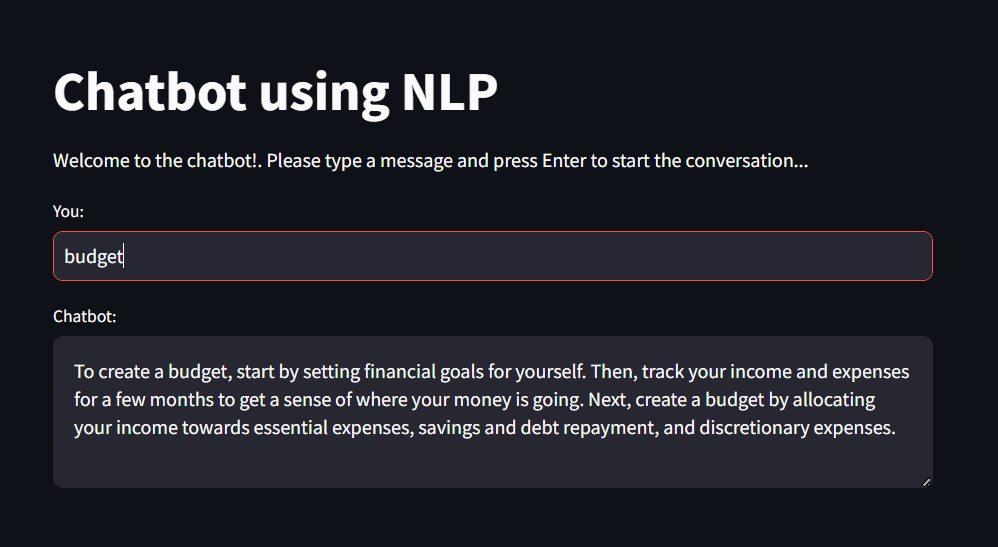 Chatbot using NLP
Welcome to the chatbot!. Please type a message and press Enter to start the conversation...
You:
budget
Chatbot:
To create a budget, start by setting financial goals for yourself. Then, track your income and expenses
for a few months to get a sense of where your money is going. Next, create a budget by allocating
your income towards essential expenses, savings and debt repayment, and discretionary expenses.